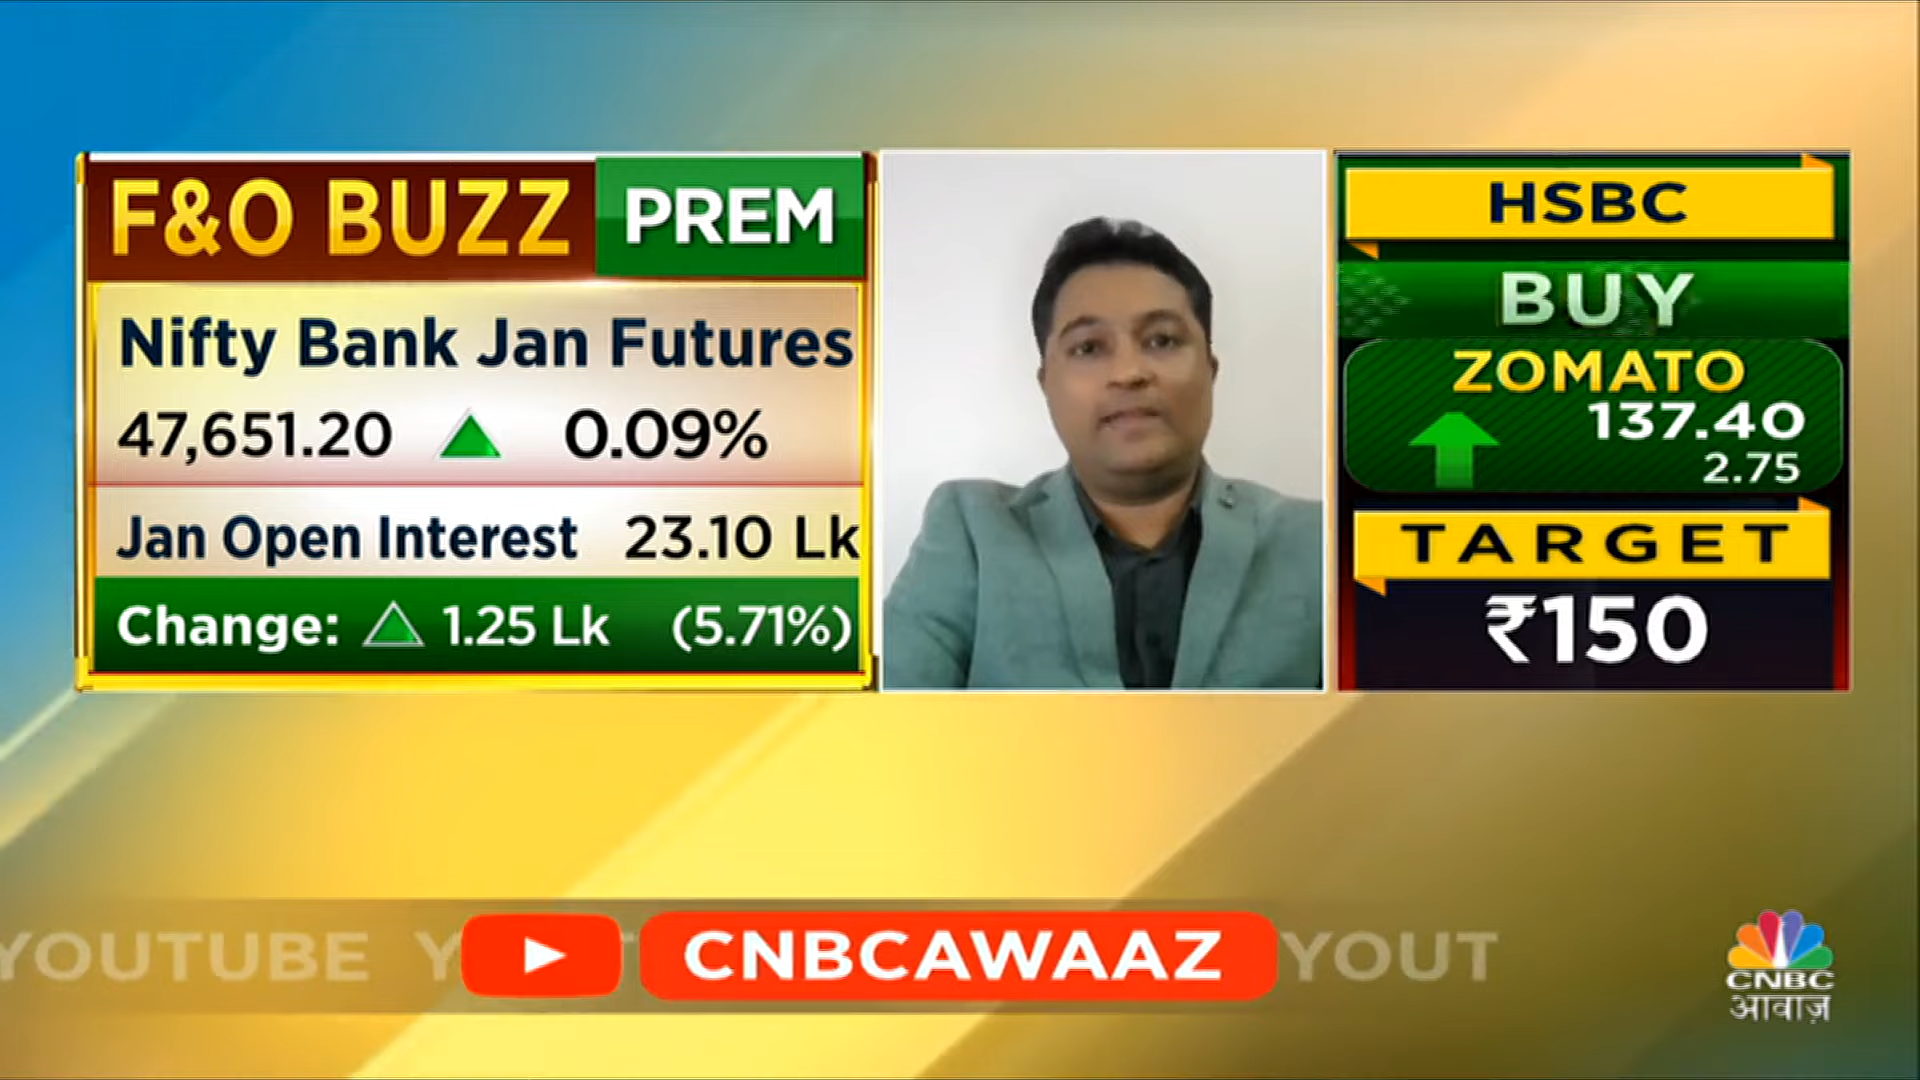 F&O BUZZ PREM
Nifty Bank Jan Futures
47,651.20 0.09%
Jan Open Interest 23.10 Lk
Change: 1.25 Lk (5.71%)
HSBC
BUY
ZOMATO
137.40
2.75
TARGET
₹150
YOUTUBE Y CNBCAWAAZ YOUT
CNBC
आवाज़